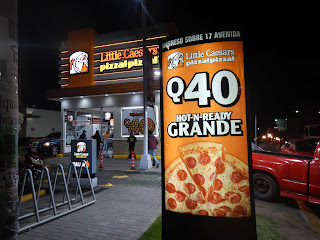 Little Caesars
pizza!pizza!
INGRESO SOBRE 17 AVENIDA
Little Caesars
pizza!pizza!
Q40
HOT-N-READY
GRANDE